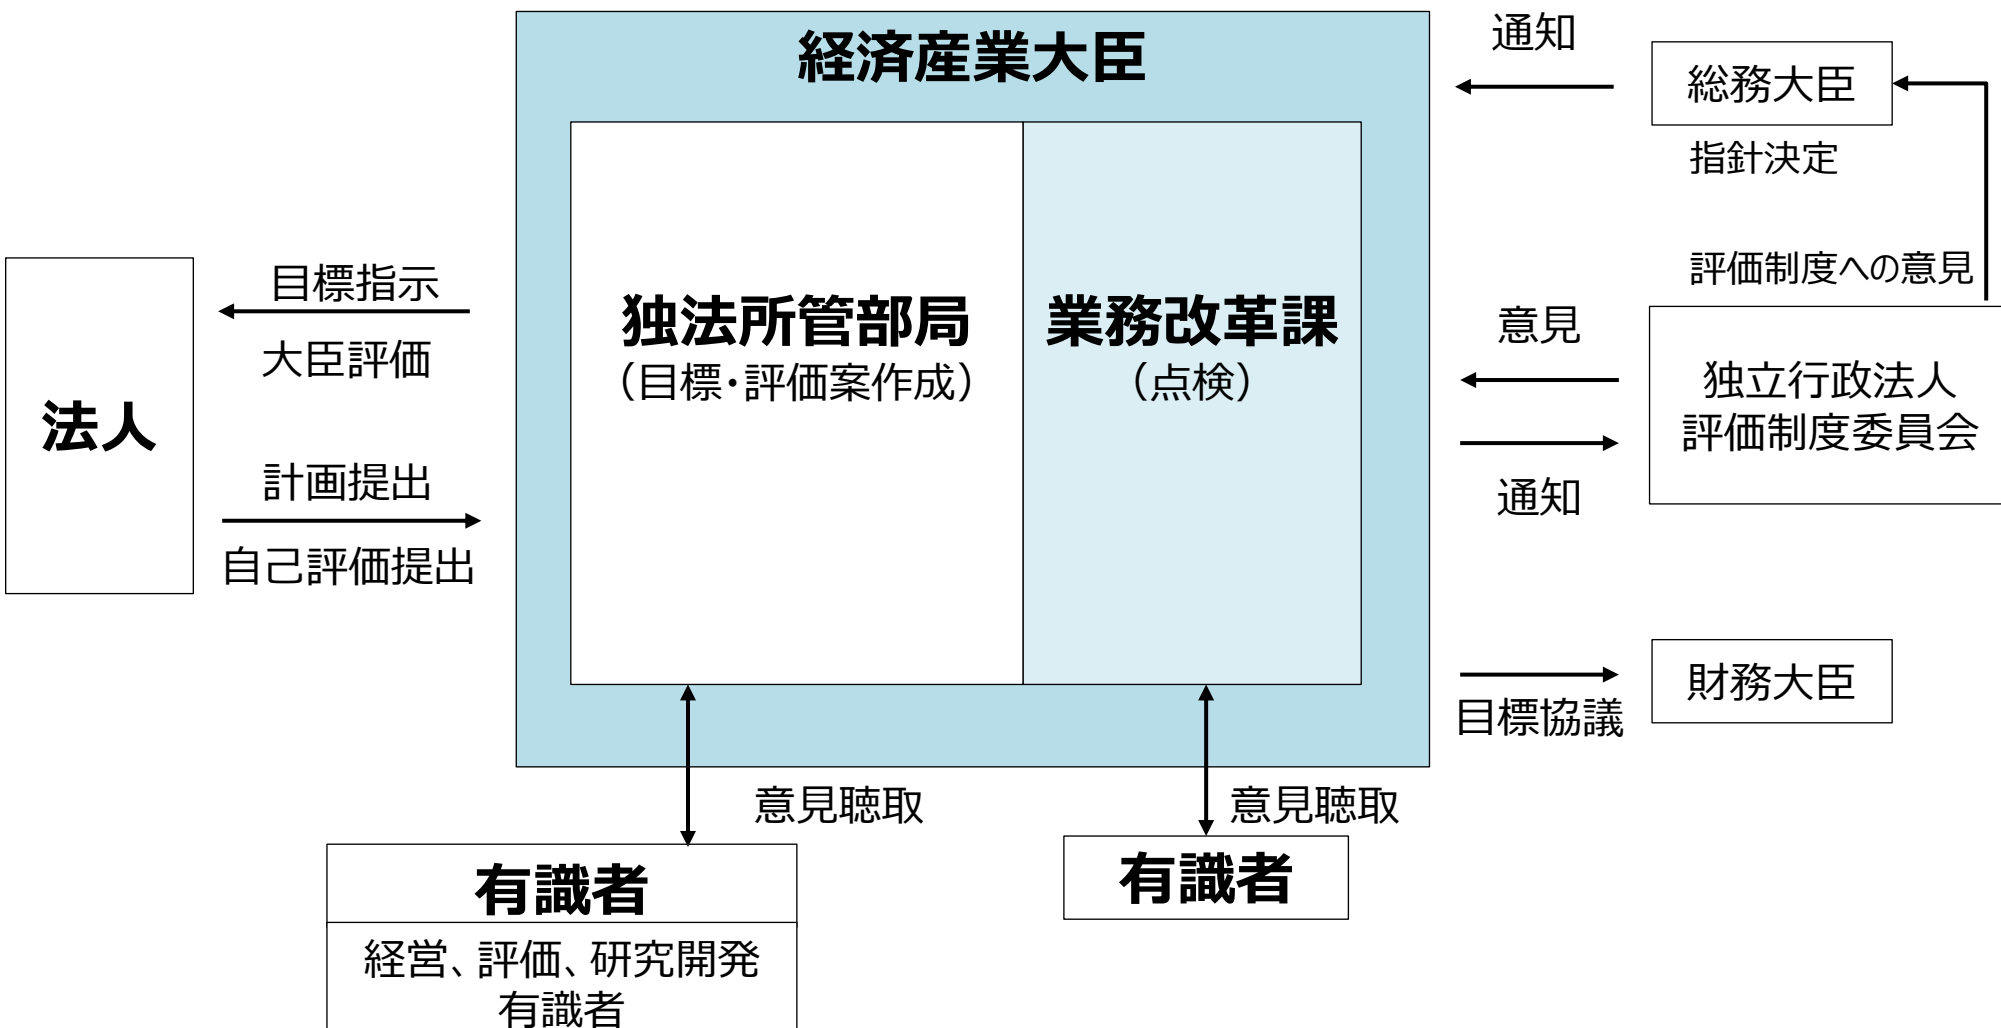 経済産業大臣
通知
総務大臣
指針決定
評価制度への意見
法人
目標指示
大臣評価
計画提出
自己評価提出
独法所管部局
（目標・評価案作成）
業務改革課
（点検）
意見
独立行政法人
評価制度委員会
通知
目標協議
財務大臣
意見聴取
意見聴取
有識者
経営、評価、研究開発
有識者
有識者